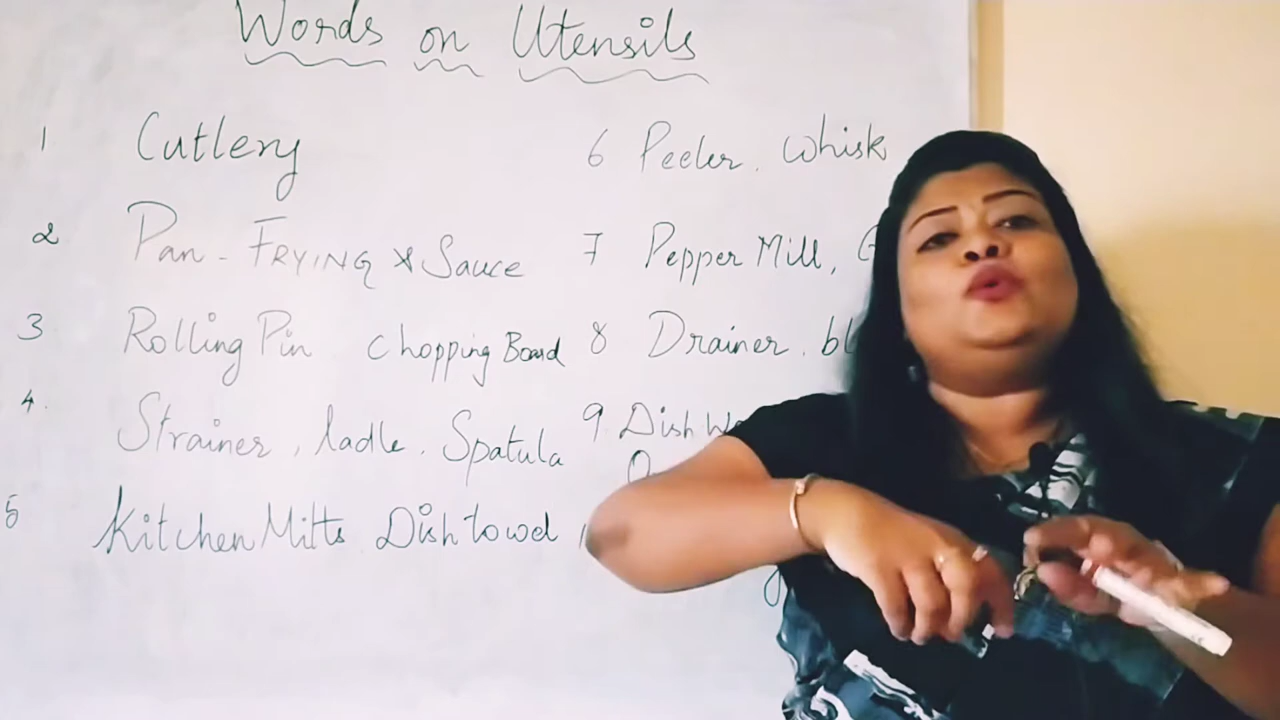 Words on Utensils
1 Cutlery
2 Pan - FRYING & Sauce
3 Rolling Pin Chopping Board
4. Strainer, ladle, Spatula
5 Kitchen Mitts Dish towel
6 Peeler, Whisk
7 Pepper Mill,
8 Drainer,
9 Dish